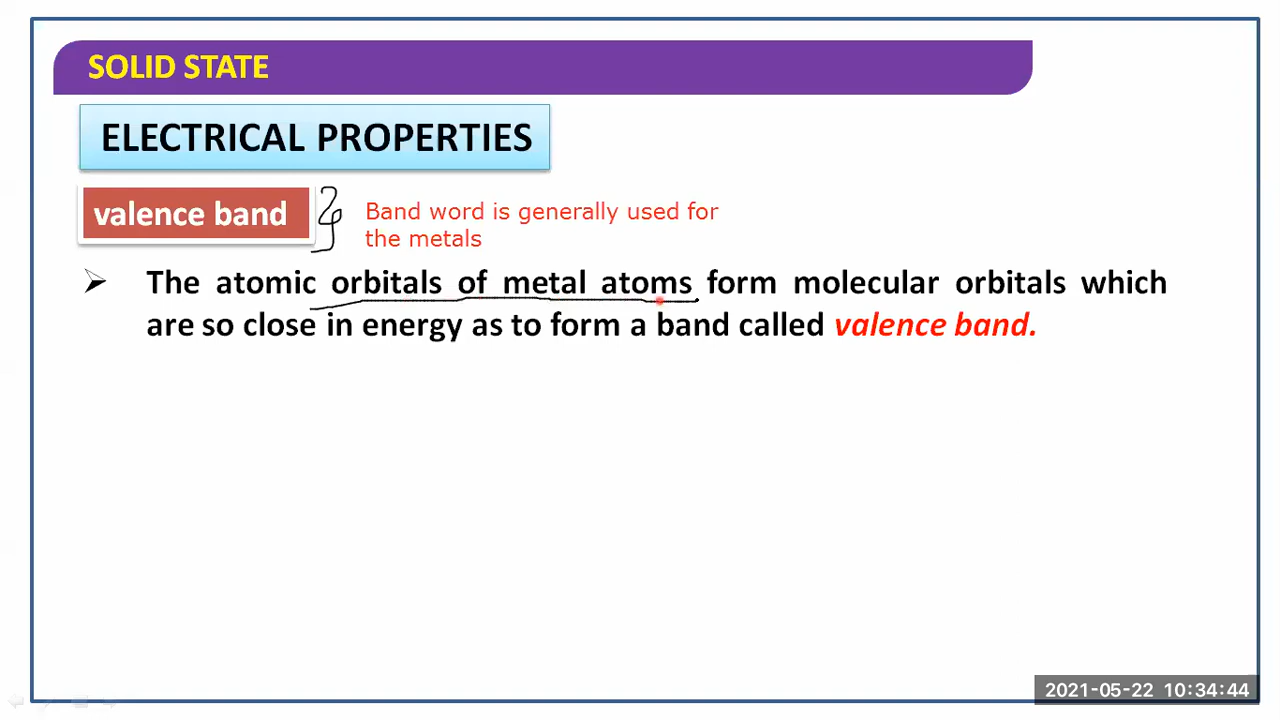 SOLID STATE
ELECTRICAL PROPERTIES
valence band
Band word is generally used for
the metals
➢ The atomic orbitals of metal atoms form molecular orbitals which
are so close in energy as to form a band called valence band.
2021-05-22 10:34:44